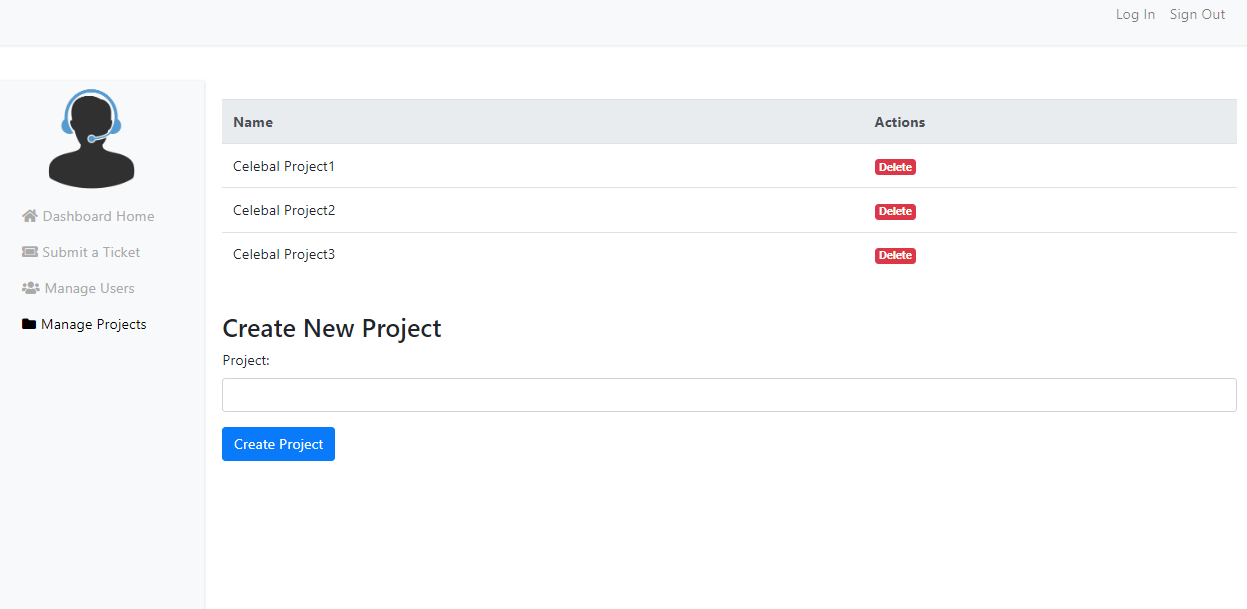 Log In Sign Out
Dashboard Home
Submit a Ticket
Manage Users
Manage Projects
Name Actions
Celebal Project1 Delete
Celebal Project2 Delete
Celebal Project3 Delete
Create New Project
Project:
Create Project